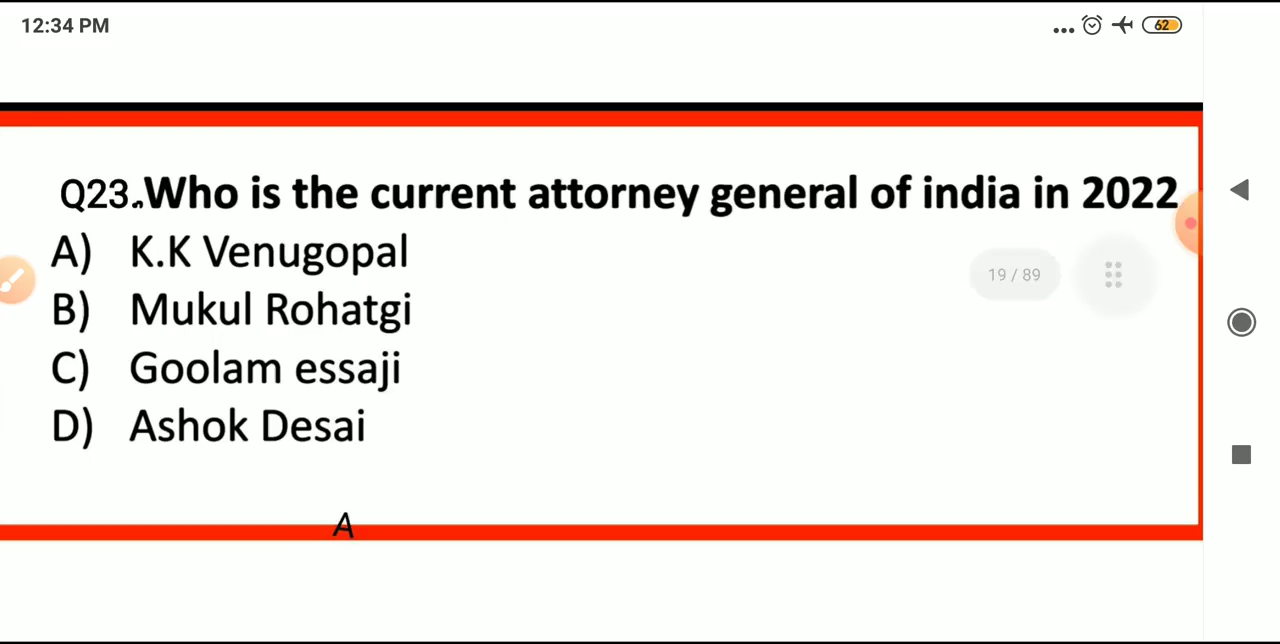 12:34 PM
62
Q23.Who is the current attorney general of india in 2022
A) K.K Venugopal
19 / 89
B) Mukul Rohatgi
C) Goolam essaji
D) Ashok Desai
A